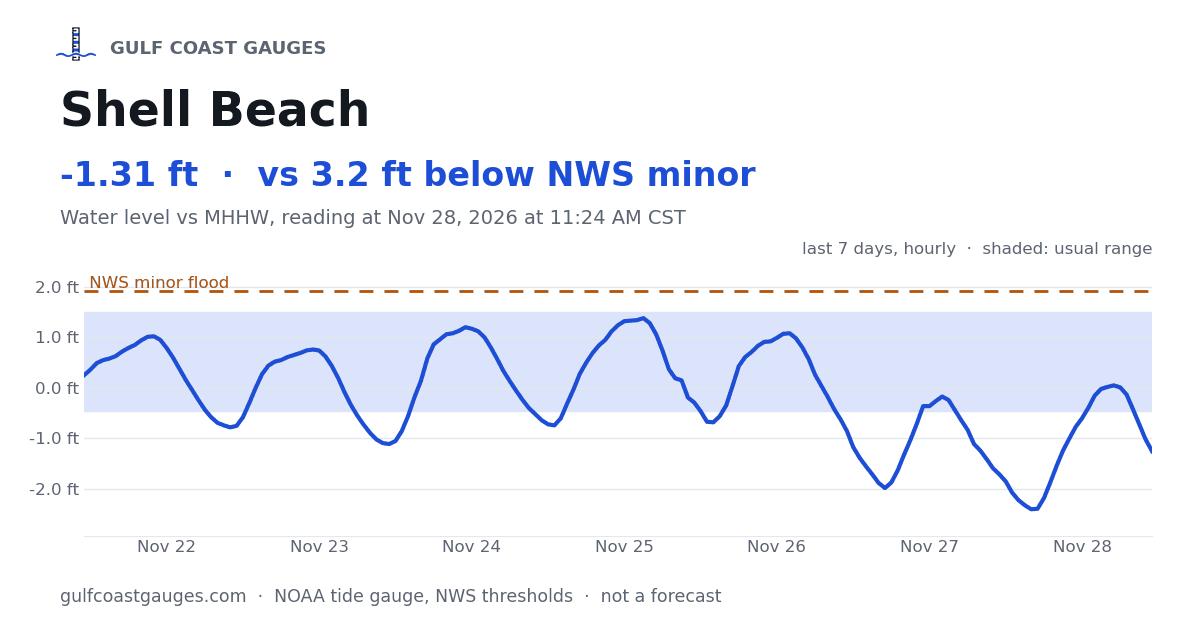 GULF COAST GAUGES
Shell Beach
-1.31 ft · vs 3.2 ft below NWS minor
Water level vs MHHW, reading at Nov 28, 2026 at 11:24 AM CST
last 7 days, hourly · shaded: usual range
NWS minor flood
2.0 ft
1.0 ft
0.0 ft
-1.0 ft
-2.0 ft
Nov 22 Nov 23 Nov 24 Nov 25 Nov 26 Nov 27 Nov 28
gulfcoastgauges.com · NOAA tide gauge, NWS thresholds · not a forecast